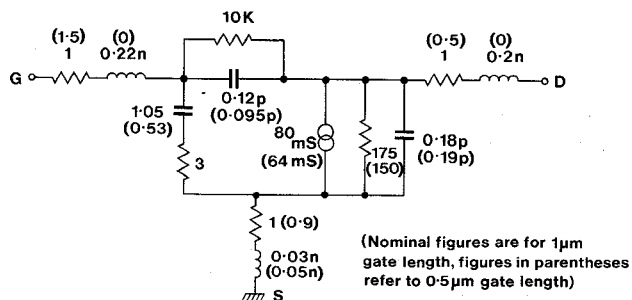 10K
(1·5)
1
(0)
0·22n
(0·5)
1
(0)
0·2n
G
D
0·12p
(0·095p)
1·05
(0·53)
3
80
mS
(64mS)
175
(150)
0·18p
(0·19p)
1(0·9)
0·03n
(0·05n)
S
(Nominal figures are for 1μm
gate length, figures in parentheses
refer to 0·5μm gate length)